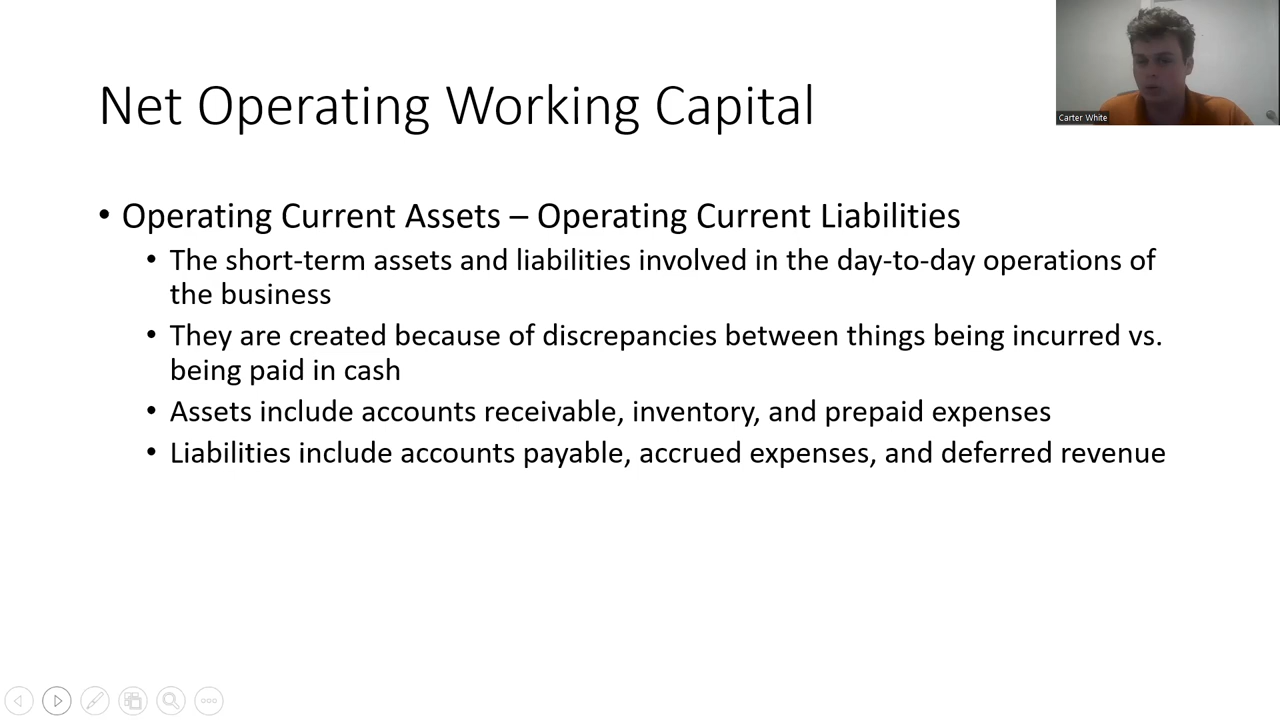 Net Operating Working Capital
Carter White
• Operating Current Assets – Operating Current Liabilities
• The short-term assets and liabilities involved in the day-to-day operations of
the business
• They are created because of discrepancies between things being incurred vs.
being paid in cash
• Assets include accounts receivable, inventory, and prepaid expenses
• Liabilities include accounts payable, accrued expenses, and deferred revenue